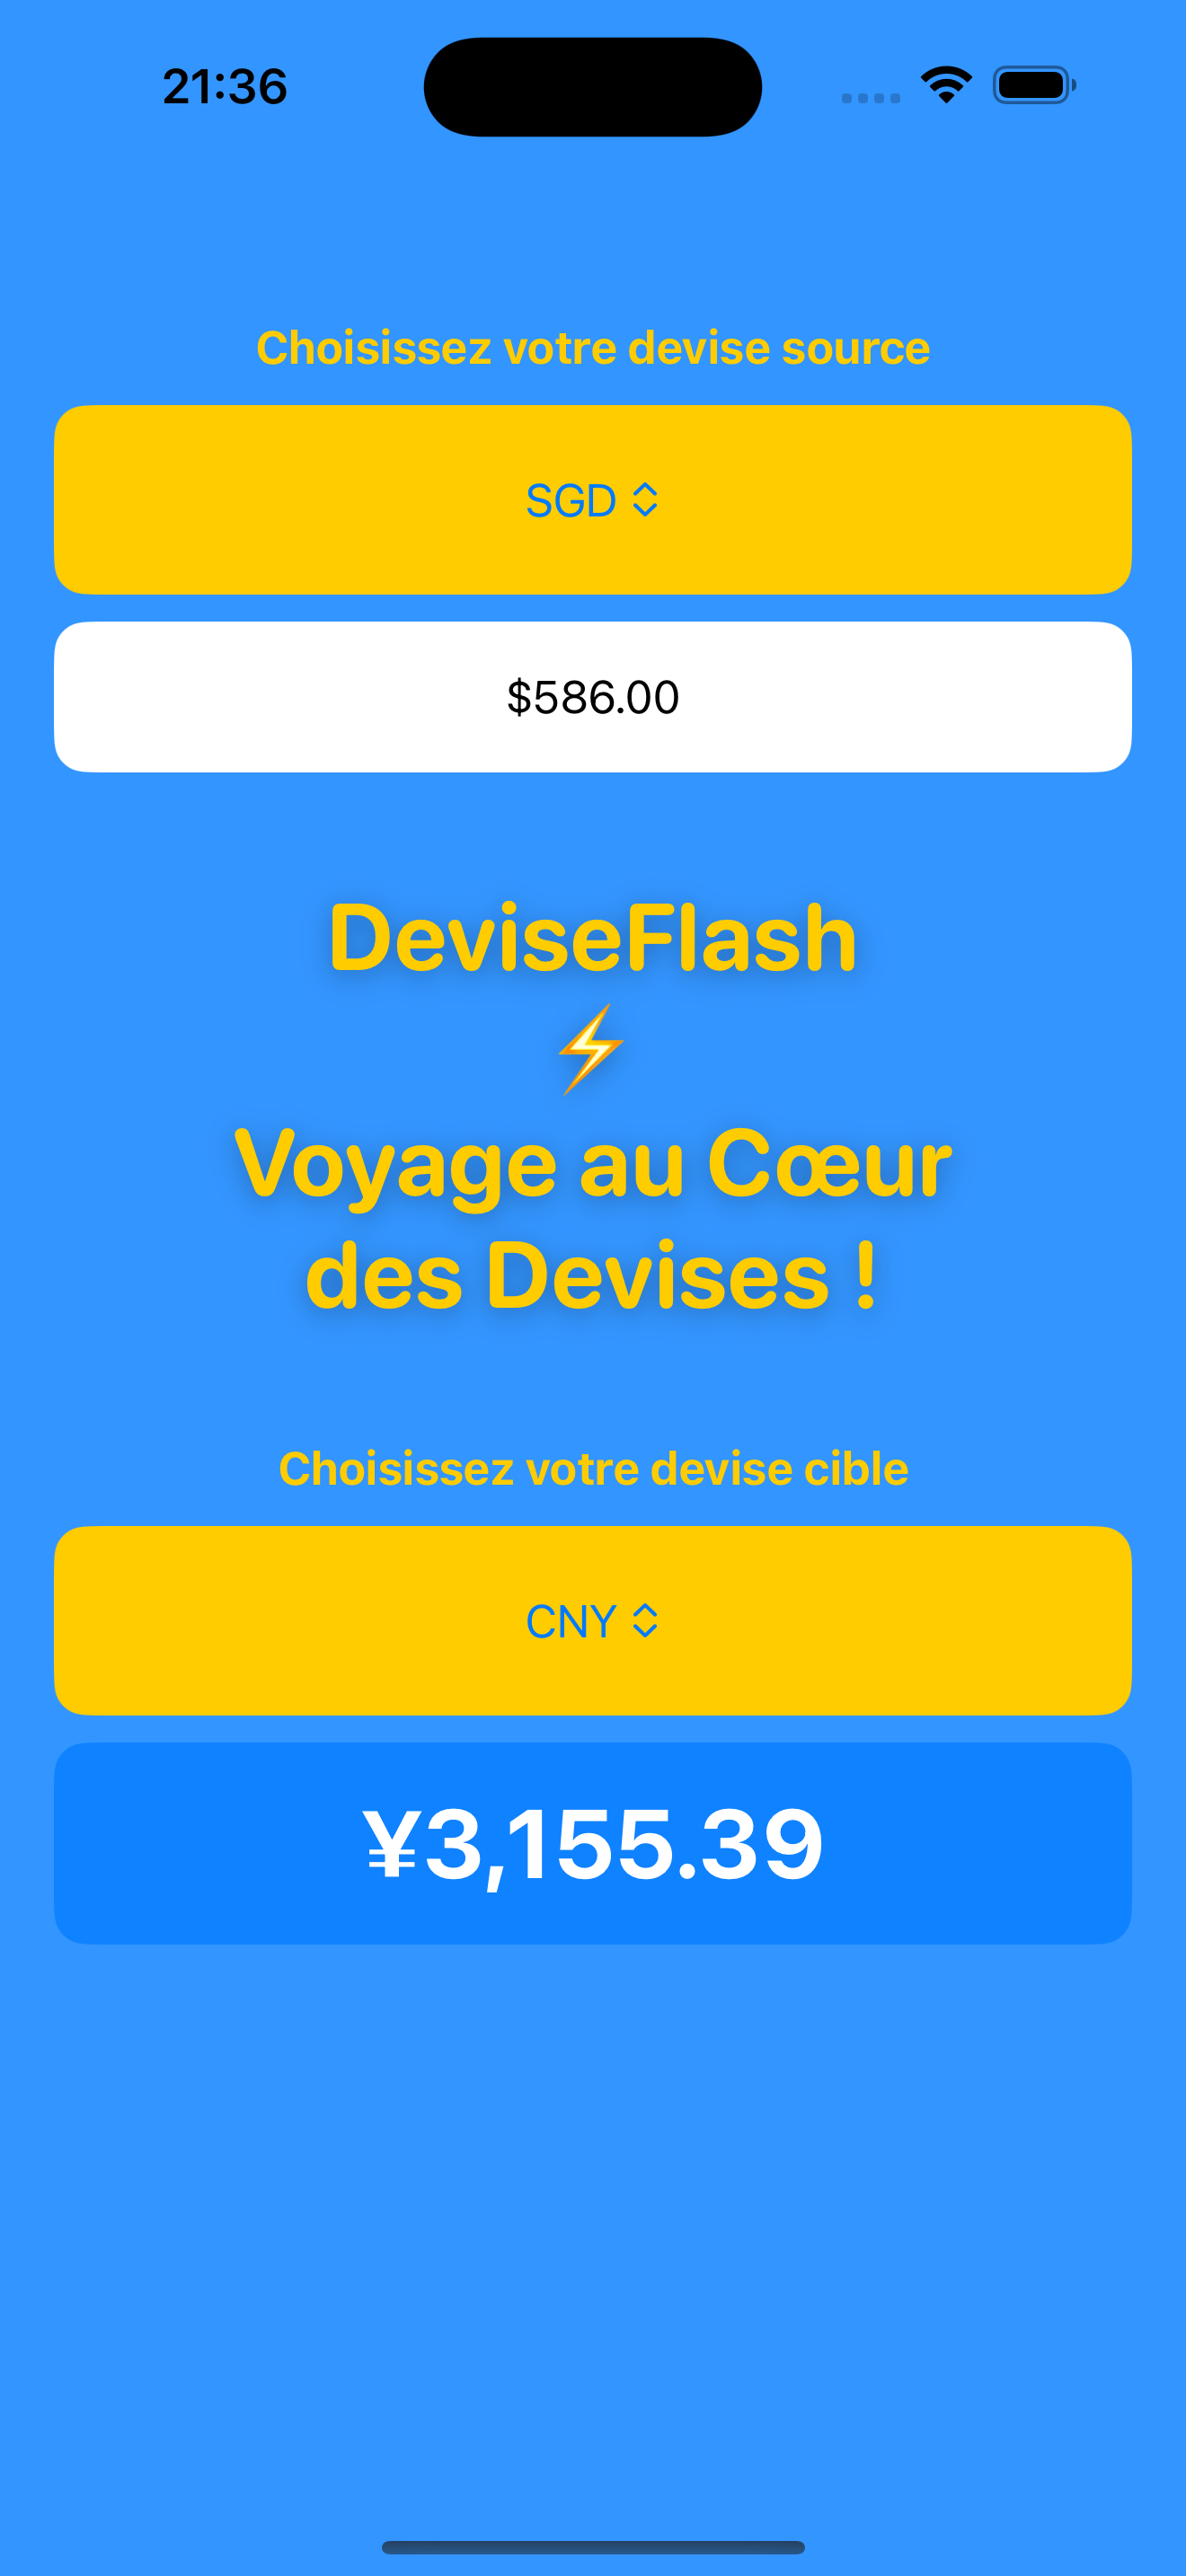 21:36
Choisissez votre devise source
SGD
$586.00
DeviseFlash
⚡
Voyage au Cœur
des Devises !
Choisissez votre devise cible
CNY
¥3,155.39